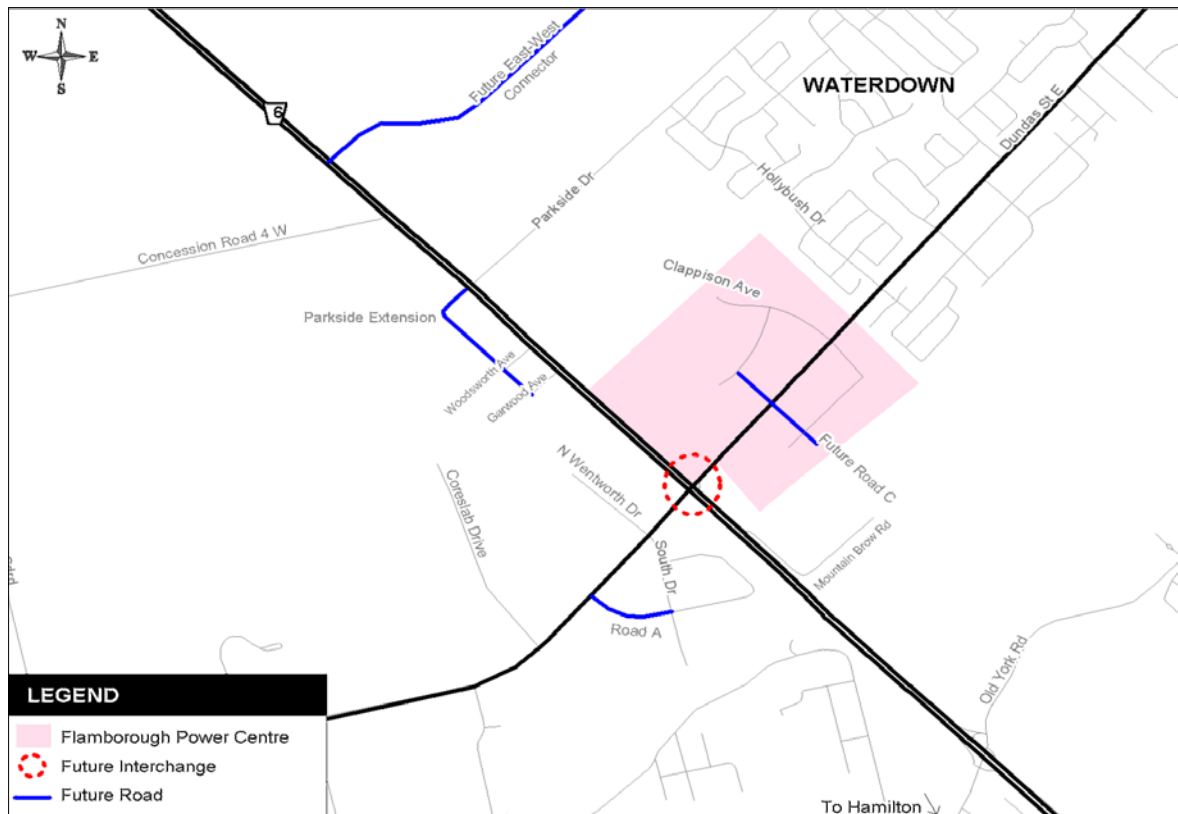 N
W E
S
6
Future East-West
Connector
WATERDOWN
Dundas St E
Parkside Dr
Hollybush Dr
Concession Road 4 W
Clappison Ave
Parkside Extension
Woodsworth Ave
Garwood Ave
Future Road C
N Wentworth Dr
Coreslab Drive
South Dr
Mountain Brow Rd
Road A
Old York Rd
LEGEND
Flamborough Power Centre
Future Interchange
Future Road
To Hamilton